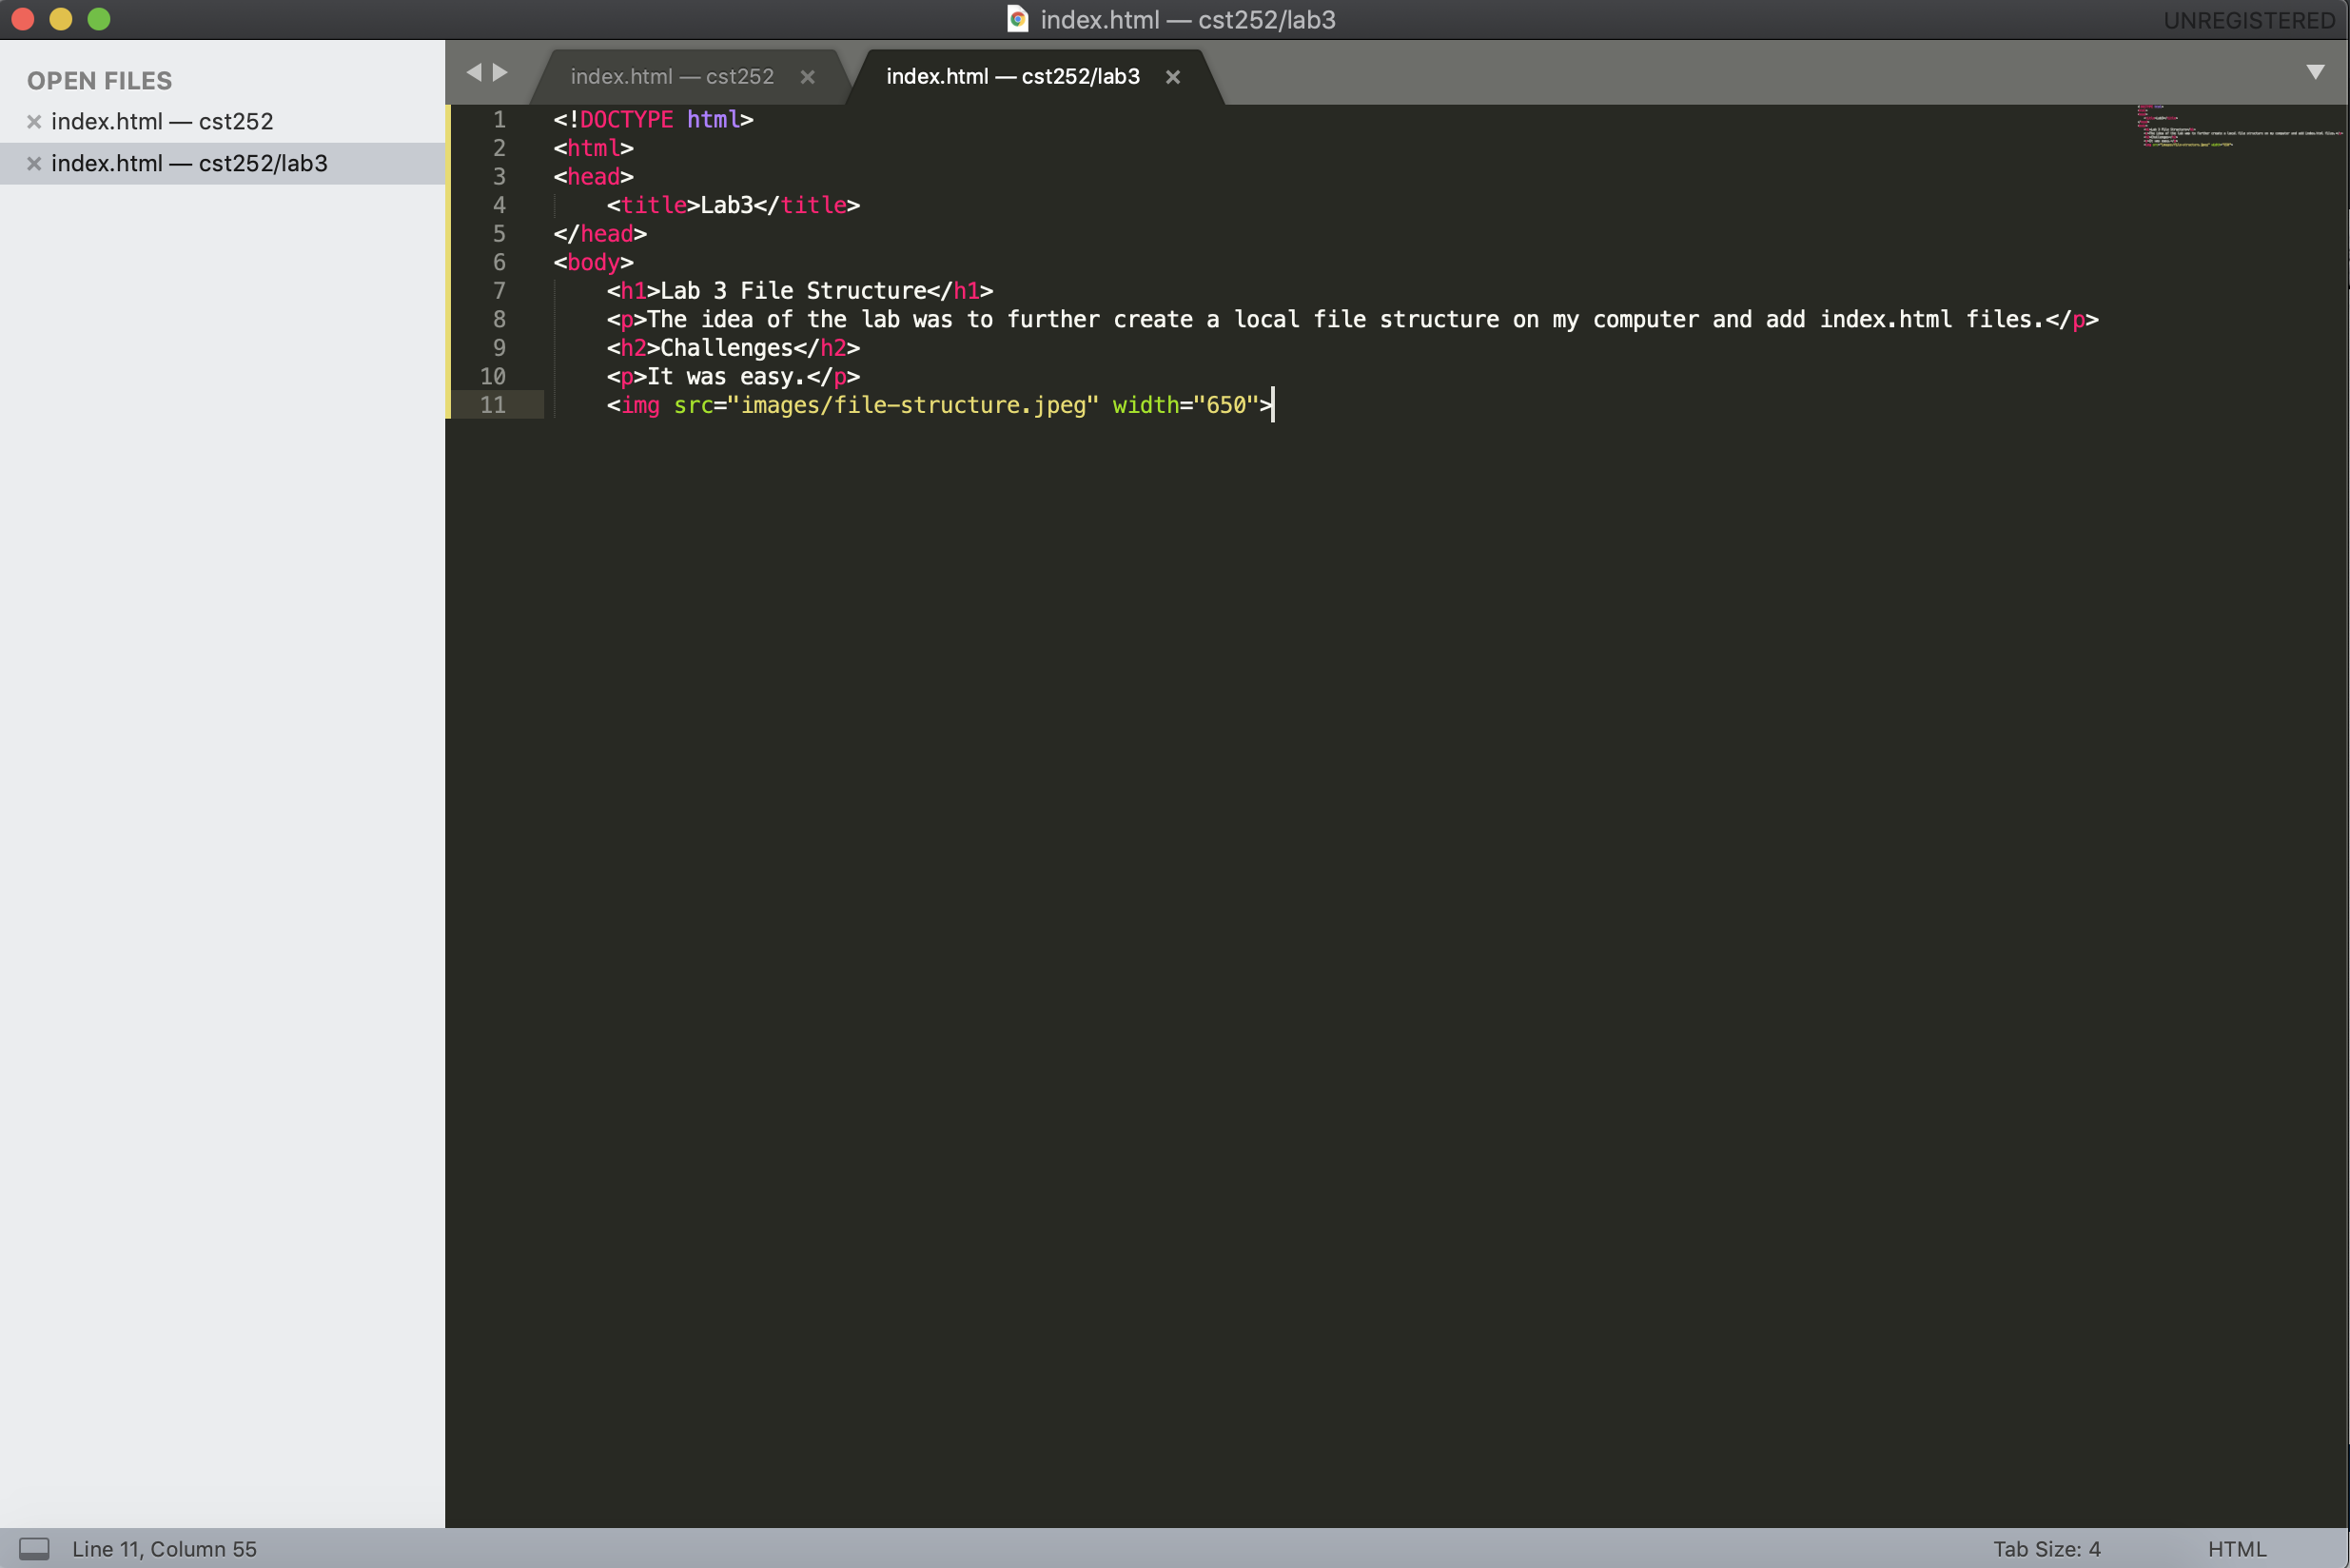 index.html — cst252/lab3
UNREGISTERED
OPEN FILES
index.html — cst252
index.html — cst252/lab3
index.html — cst252
index.html — cst252/lab3
1 <!DOCTYPE html>
2 <html>
3 <head>
4 <title>Lab3</title>
5 </head>
6 <body>
7 <h1>Lab 3 File Structure</h1>
8 <p>The idea of the lab was to further create a local file structure on my computer and add index.html files.</p>
9 <h2>Challenges</h2>
10 <p>It was easy.</p>
11 <img src="images/file-structure.jpeg" width="650">
Line 11, Column 55
Tab Size: 4
HTML